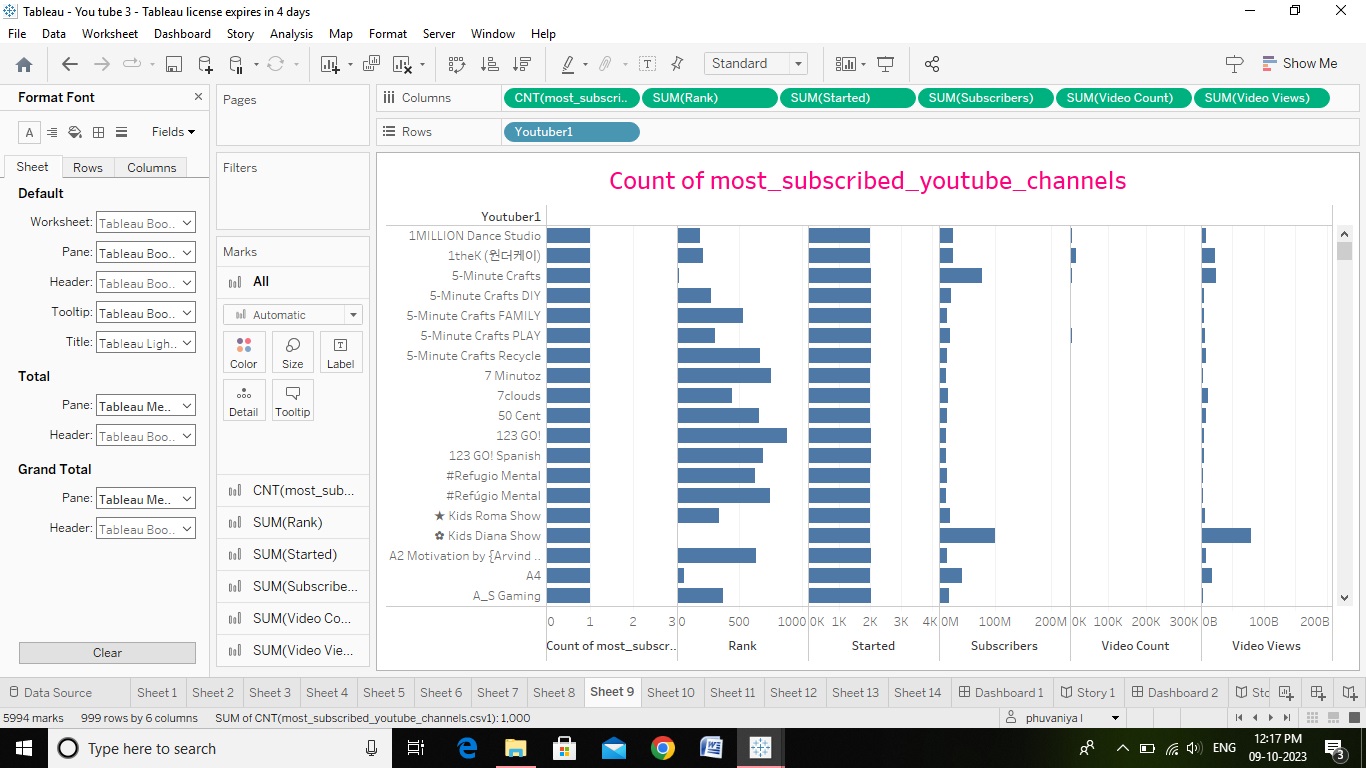 Tableau - You tube 3 - Tableau license expires in 4 days
File Data Worksheet Dashboard Story Analysis Map Format Server Window Help
Standard
Show Me
Format Font
Fields
Sheet Rows Columns
Default
Worksheet: Tableau Boo..
Pane: Tableau Boo..
Header: Tableau Boo..
Tooltip: Tableau Boo..
Title: Tableau Ligh..
Total
Pane: Tableau Me..
Header: Tableau Boo..
Grand Total
Pane: Tableau Me..
Header: Tableau Boo..
Clear
Pages
Filters
Marks
All
Automatic
Color Size Label
Detail Tooltip
CNT(most_sub...
SUM(Rank)
SUM(Started)
SUM(Subscribe...
SUM(Video Co...
SUM(Video Vie...
Columns CNT(most_subscri.. SUM(Rank) SUM(Started) SUM(Subscribers) SUM(Video Count) SUM(Video Views)
Rows Youtuber1
Count of most_subscribed_youtube_channels
Youtuber1
1MILLION Dance Studio
1theK (원더케이)
5-Minute Crafts
5-Minute Crafts DIY
5-Minute Crafts FAMILY
5-Minute Crafts PLAY
5-Minute Crafts Recycle
7 Minutoz
7clouds
50 Cent
123 GO!
123 GO! Spanish
#Refugio Mental
#Refúgio Mental
★ Kids Roma Show
✿ Kids Diana Show
A2 Motivation by {Arvind ..
A4
A_S Gaming
0 1 2 3 0 500 1000 0K 1K 2K 3K 4K 0M 100M 200M 0K 100K 200K 300K 0B 100B 200B
Count of most_subscr.. Rank Started Subscribers Video Count Video Views
Data Source Sheet 1 Sheet 2 Sheet 3 Sheet 4 Sheet 5 Sheet 6 Sheet 7 Sheet 8 Sheet 9 Sheet 10 Sheet 11 Sheet 12 Sheet 13 Sheet 14 Dashboard 1 Story 1 Dashboard 2 Stc
5994 marks 999 rows by 6 columns SUM of CNT(most_subscribed_youtube_channels.csv1): 1,000 phuvaniya l
Type here to search
ENG
12:17 PM
09-10-2023
3